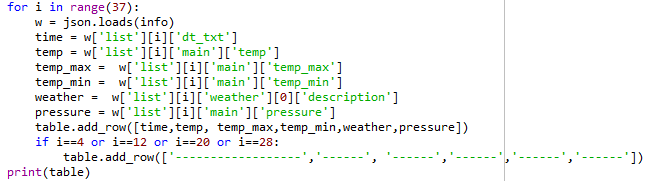 for i in range(37):
    w = json.loads(info)
    time = w['list'][i]['dt_txt']
    temp = w['list'][i]['main']['temp']
    temp_max =  w['list'][i]['main']['temp_max']
    temp_min =  w['list'][i]['main']['temp_min']
    weather =  w['list'][i]['weather'][0]['description']
    pressure = w['list'][i]['main']['pressure']
    table.add_row([time,temp, temp_max,temp_min,weather,pressure])
    if i==4 or i==12 or i==20 or i==28:
        table.add_row(['------------------','------', '------','------','------','------'])
print(table)